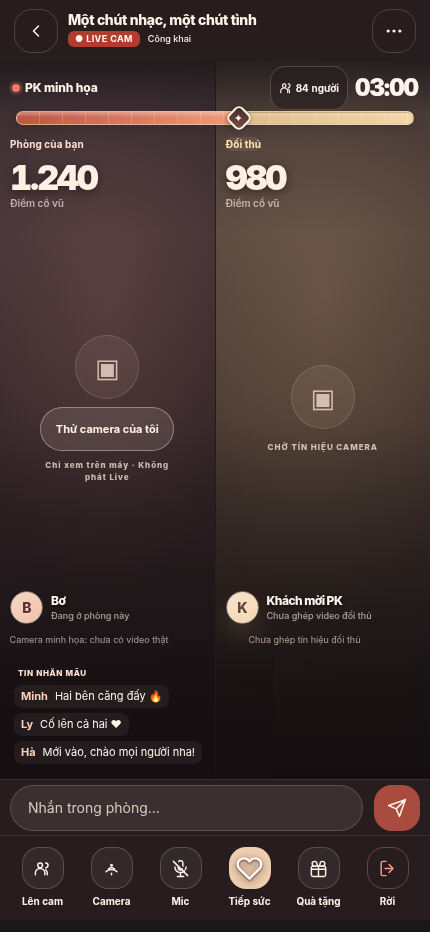 Một chút nhạc, một chút tình
LIVE CAM Công khai
PK minh họa
84 người
03:00
Phòng của bạn
Đối thủ
1.240
980
Điểm cổ vũ
Điểm cổ vũ
Thử camera của tôi
Chỉ xem trên máy · Không
phát Live
CHỜ TÍN HIỆU CAMERA
B
Bơ
Đang ở phòng này
K
Khách mời PK
Chưa ghép video đối thủ
Camera minh họa: chưa có video thật
Chưa ghép tín hiệu đối thủ
TIN NHẮN MẪU
Minh Hai bên căng đấy 🔥
Ly Cố lên cả hai ♥
Hà Mới vào, chào mọi người nha!
Nhắn trong phòng...
Lên cam
Camera
Mic
Tiếp sức
Quà tặng
Rời